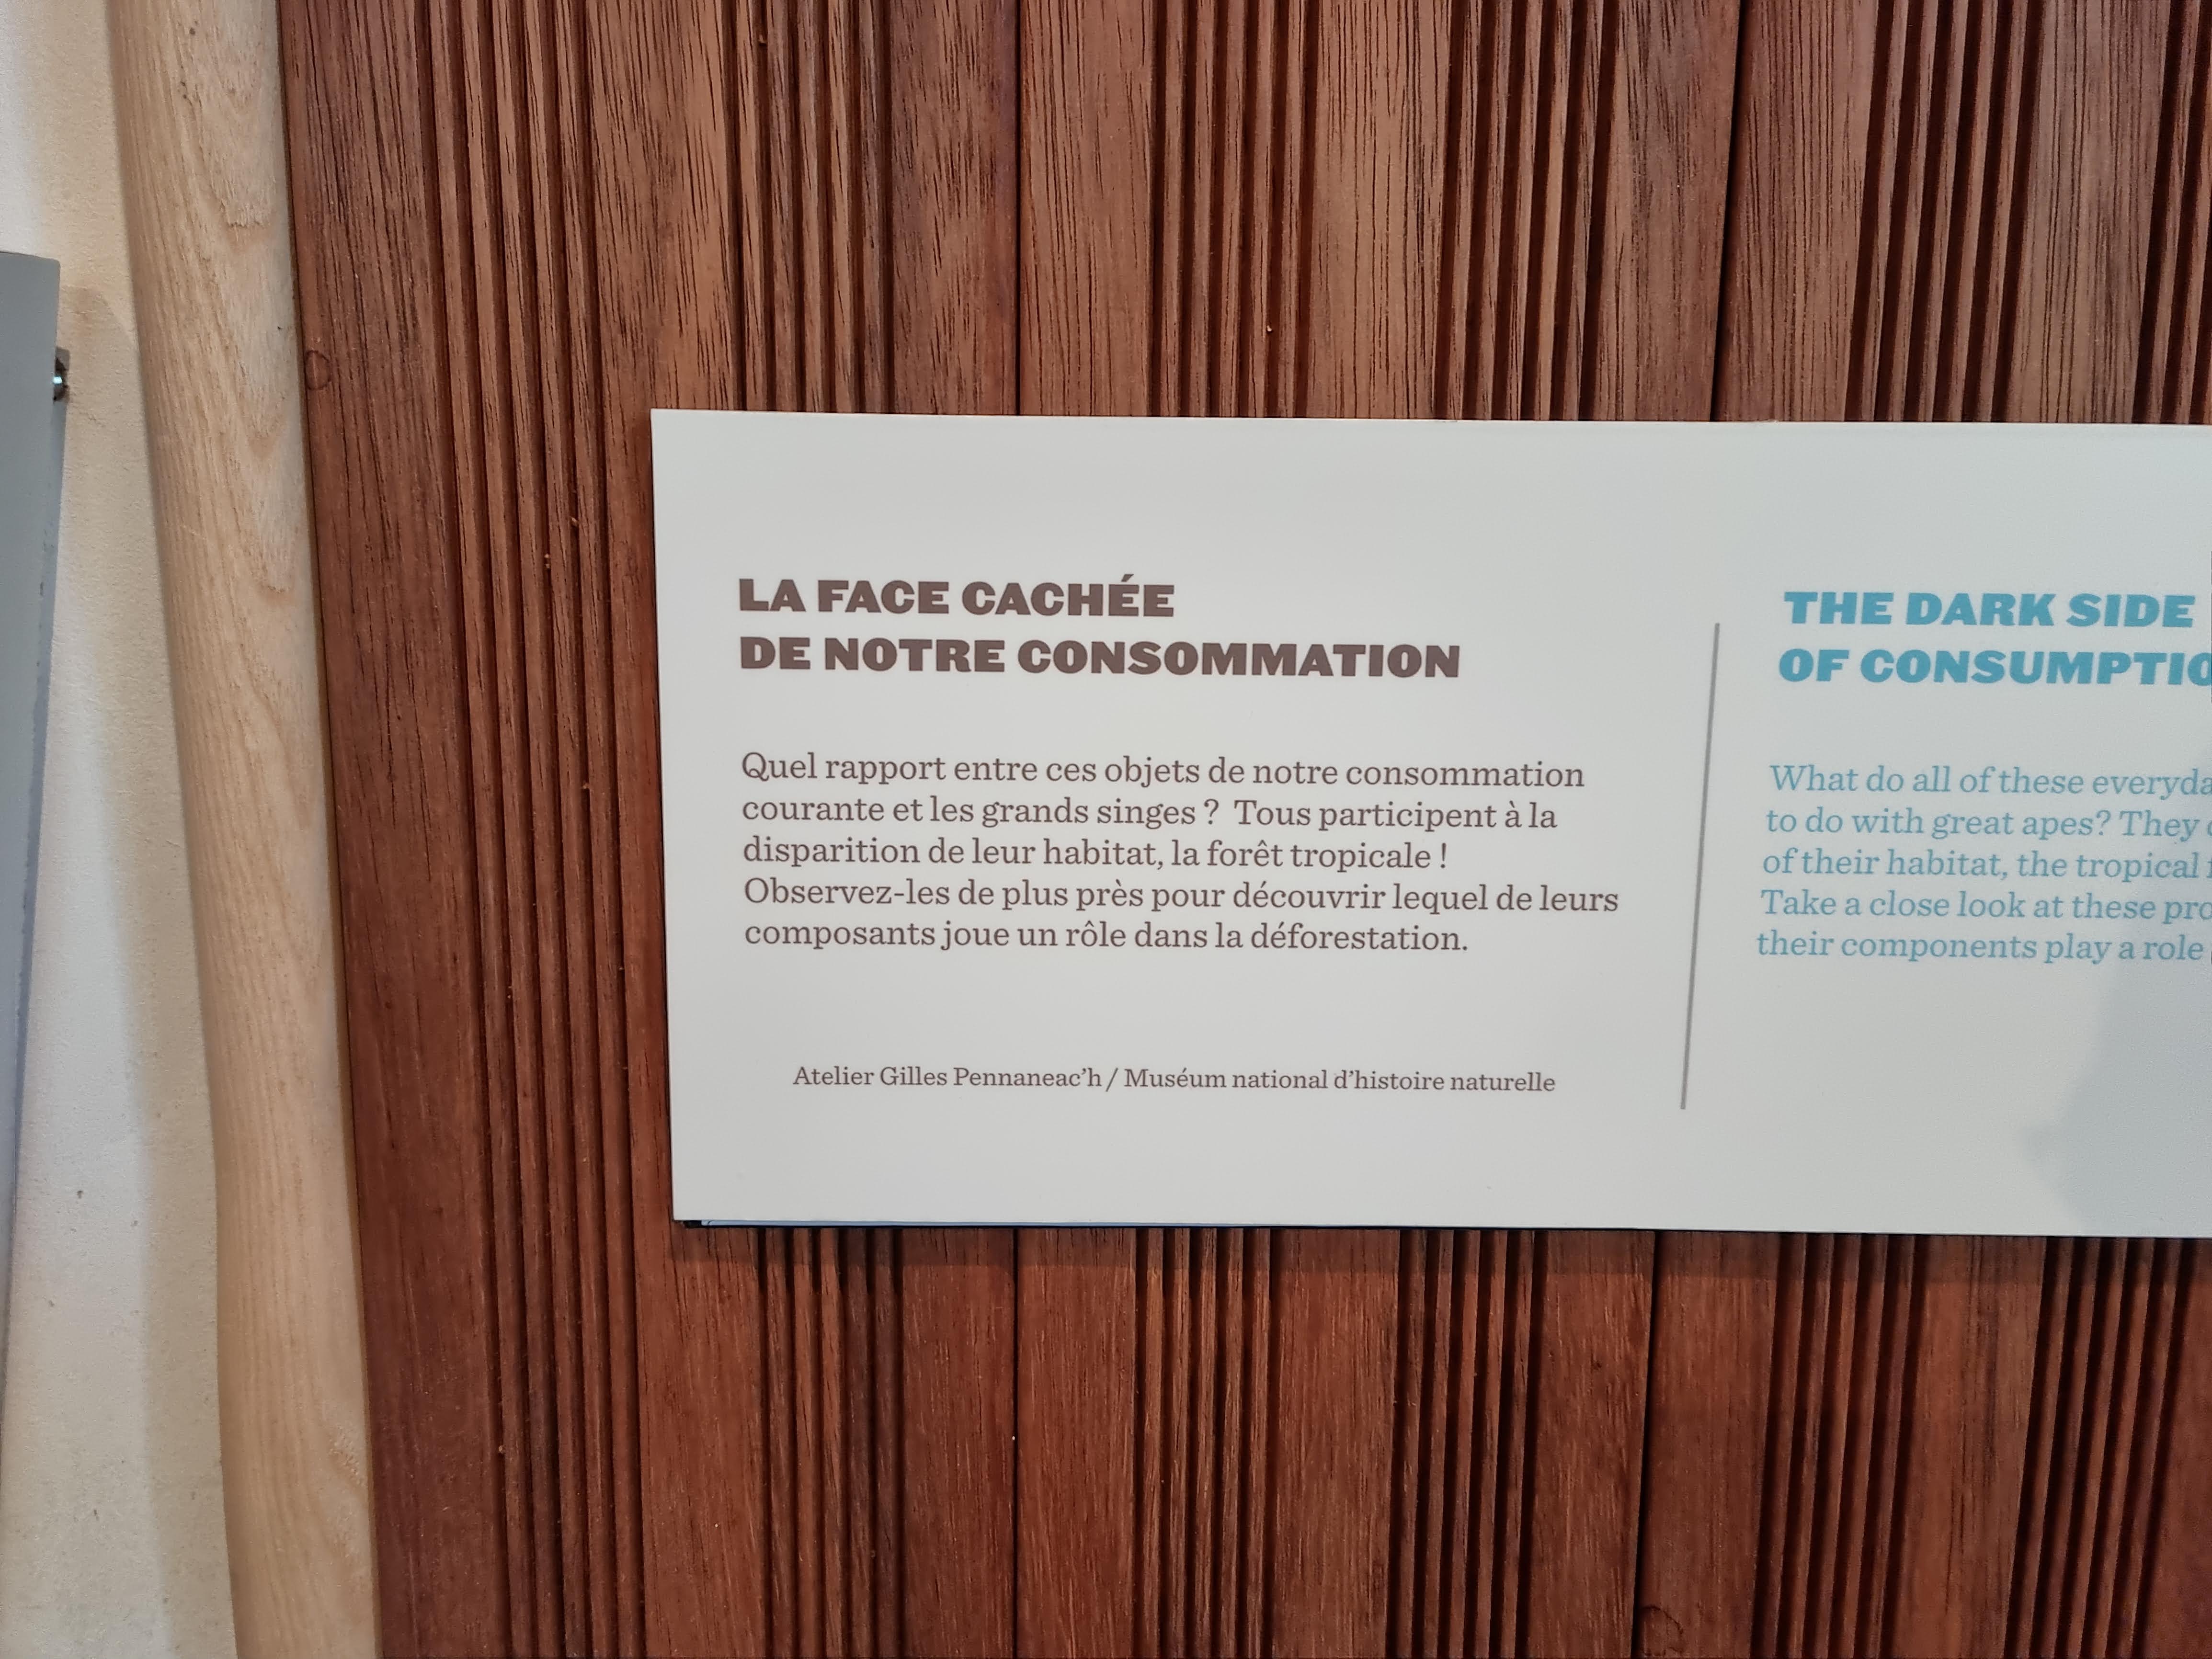 LA FACE CACHÉE
DE NOTRE CONSOMMATION
Quel rapport entre ces objets de notre consommation
courante et les grands singes ? Tous participent à la
disparition de leur habitat, la forêt tropicale !
Observez-les de plus près pour découvrir lequel de leurs
composants joue un rôle dans la déforestation.
Atelier Gilles Pennaneac'h / Muséum national d'histoire naturelle
THE DARK SIDE
OF
What do all of these
to do with great apes? They
of their habitat, the tropical
Take a close look at these
their components play a role